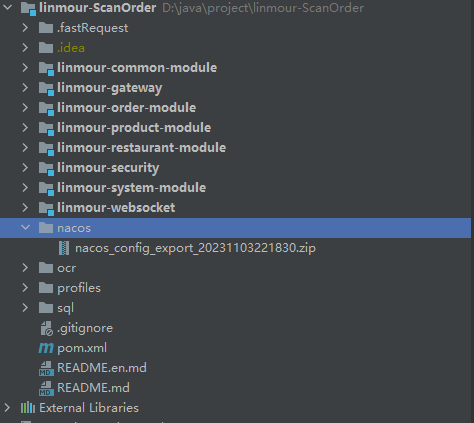 linmour-ScanOrder D:\java\project\linmour-ScanOrder
.fastRequest
.idea
linmour-common-module
linmour-gateway
linmour-order-module
linmour-product-module
linmour-restaurant-module
linmour-security
linmour-system-module
linmour-websocket
nacos
nacos_config_export_20231103221830.zip
ocr
profiles
sql
.gitignore
pom.xml
README.en.md
README.md
External Libraries